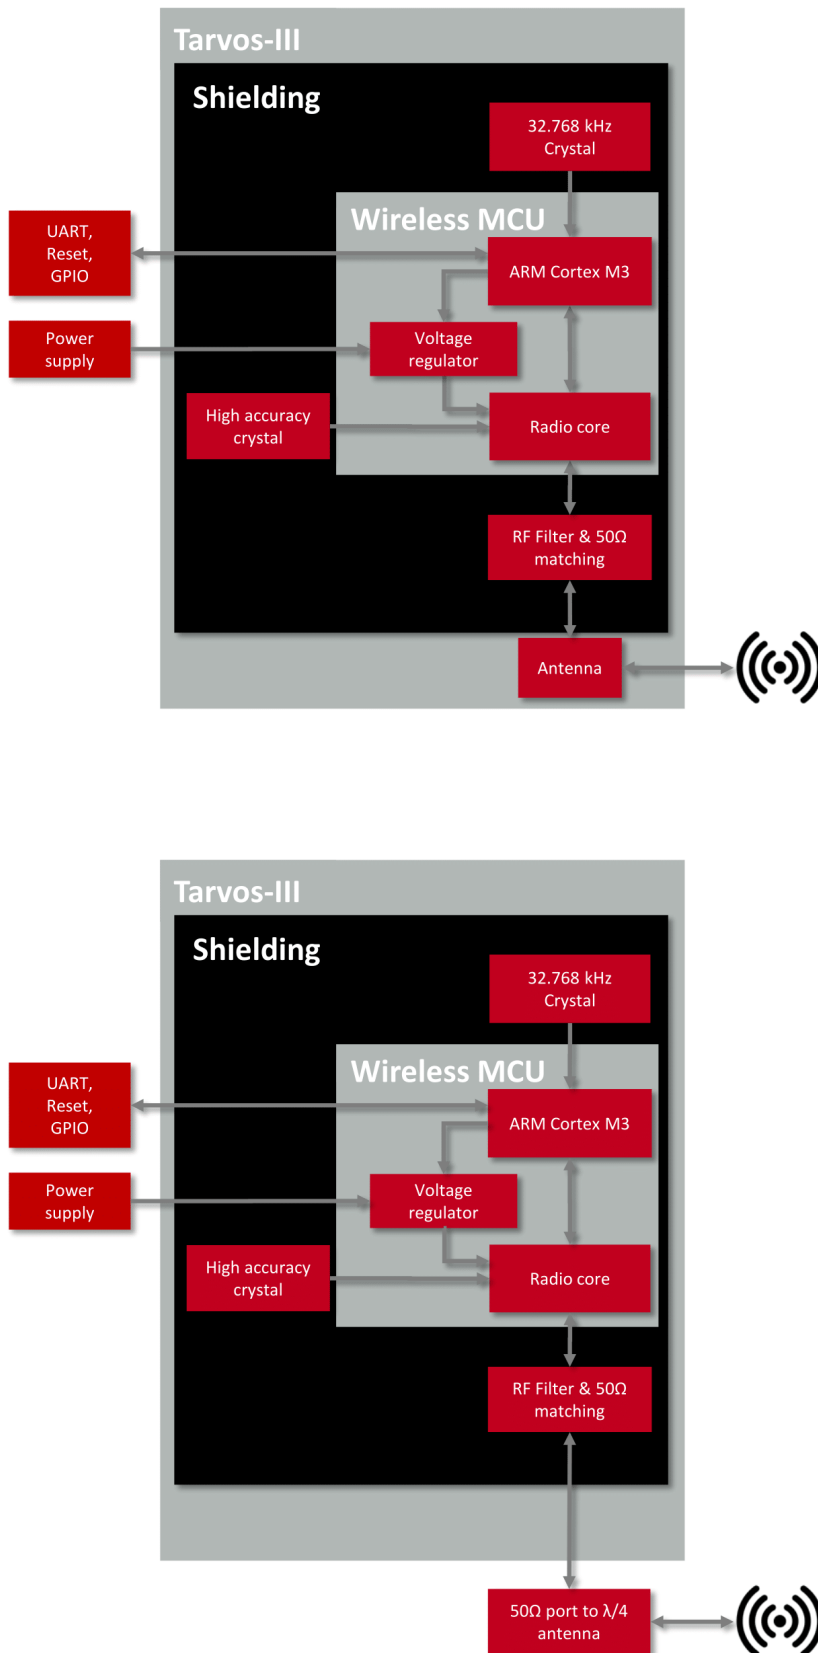 Tarvos-III
Shielding
32.768 kHz
Crystal
Wireless MCU
UART,
Reset,
GPIO
ARM Cortex M3
Power
supply
Voltage
regulator
High accuracy
crystal
Radio core
RF Filter & 50Ω
matching
Antenna
Tarvos-III
Shielding
32.768 kHz
Crystal
Wireless MCU
UART,
Reset,
GPIO
ARM Cortex M3
Power
supply
Voltage
regulator
High accuracy
crystal
Radio core
RF Filter & 50Ω
matching
50Ω port to λ/4
antenna